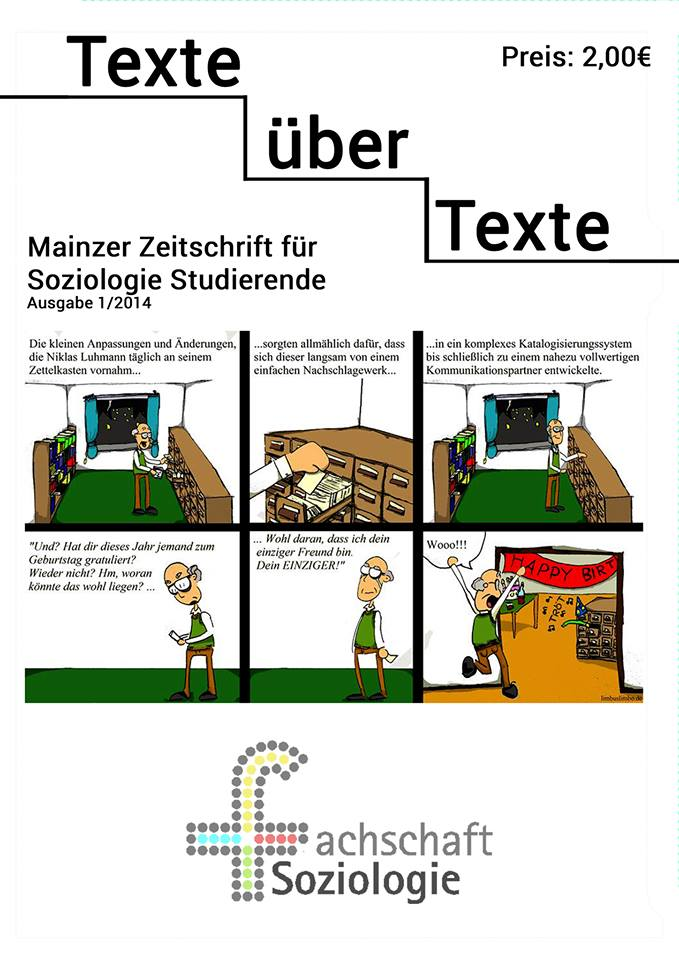 Texte
Preis: 2,00€
über
Texte
Mainzer Zeitschrift für
Soziologie Studierende
Ausgabe 1/2014
Die kleinen Anpassungen und Änderungen,
die Niklas Luhmann täglich an seinem
Zettelkasten vornahm...
...sorgten allmählich dafür, dass
sich dieser langsam von einem
einfachen Nachschlagewerk...
...in ein komplexes Katalogisierungssystem
bis schließlich zu einem nahezu vollwertigen
Kommunikationspartner entwickelte.
"Und? Hat dir dieses Jahr jemand zum
Geburtstag gratuliert?
Wieder nicht? Hm, woran
könnte das wohl liegen? ...
... Wohl daran, dass ich dein
einziger Freund bin.
Dein EINZIGER!"
Wooo!!!
HAPPY BIRT
TRÖT
limbuslimbo.de
fachschaft
Soziologie